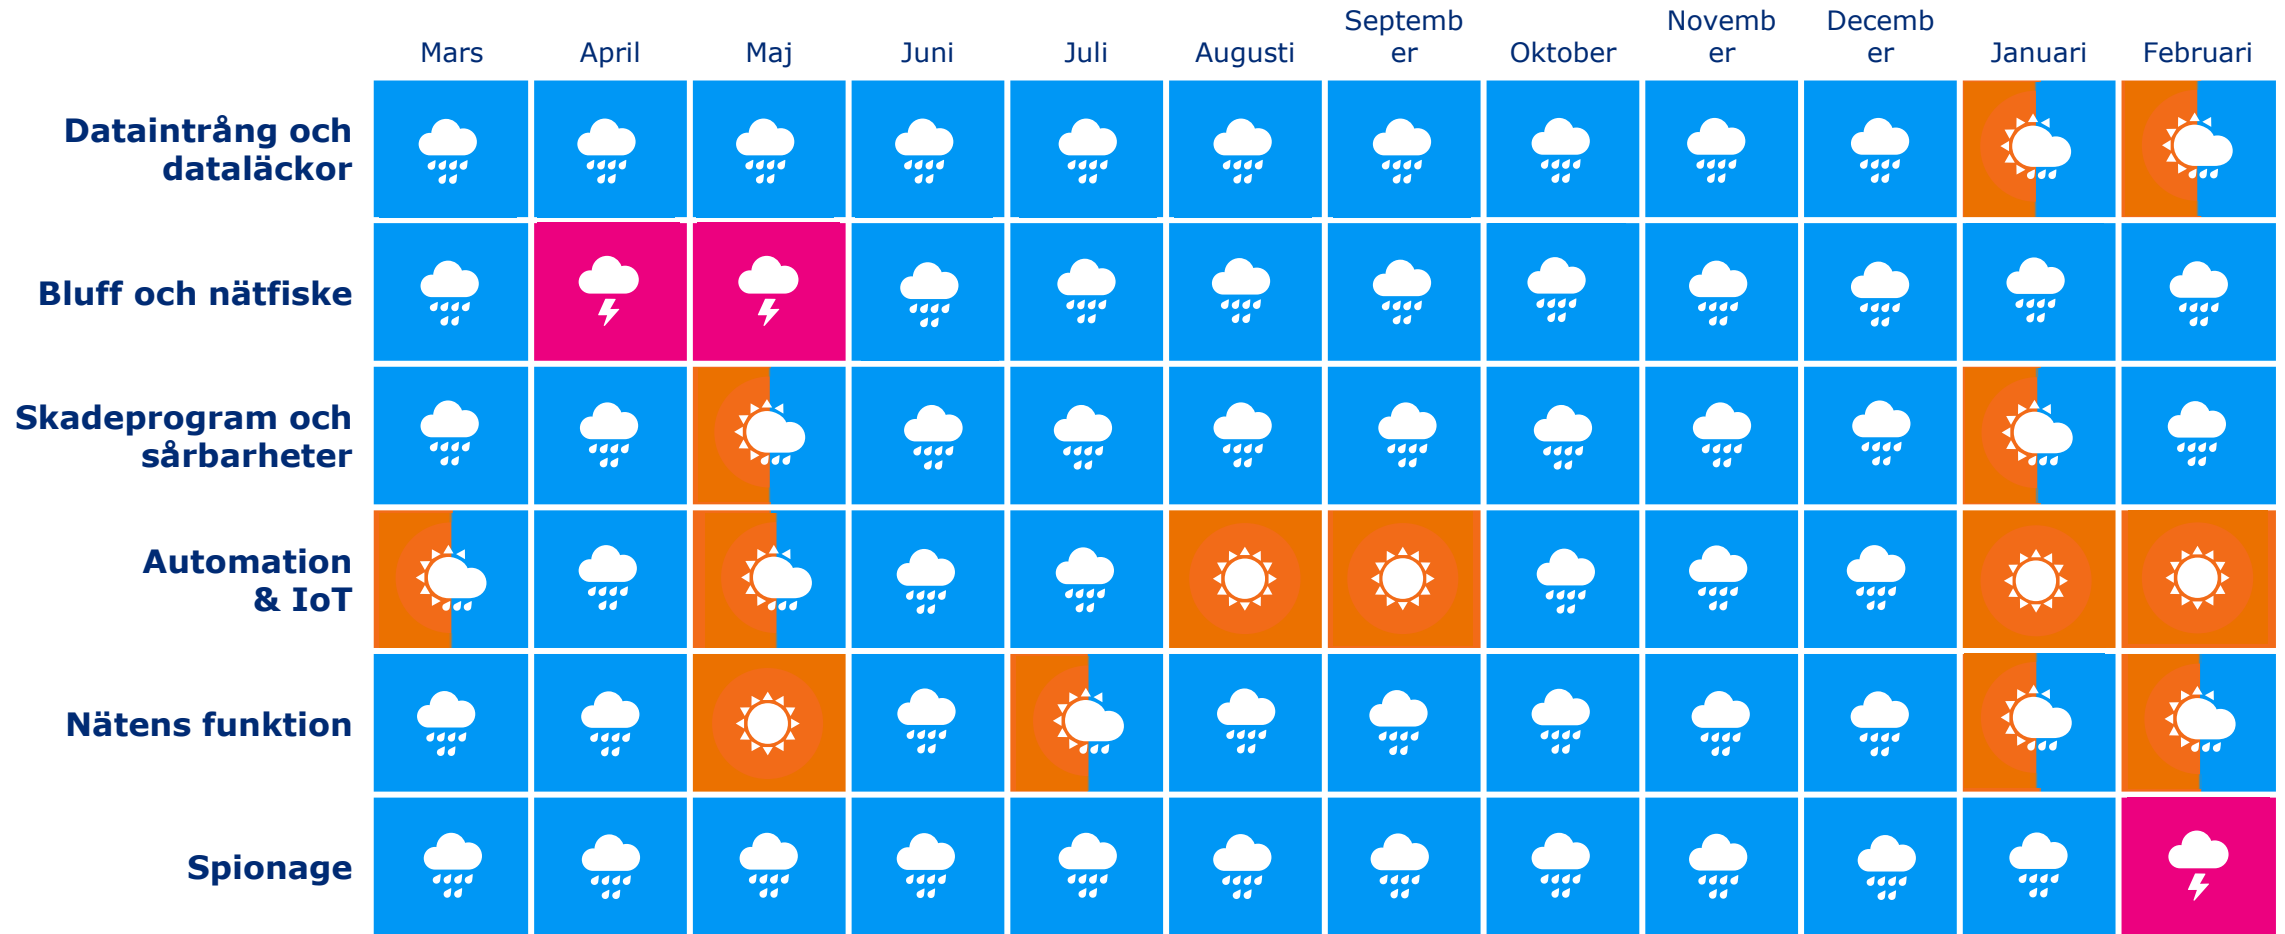 Mars April Maj Juni Juli Augusti Septemb
er Oktober Novemb
er Decemb
er Januari Februari
Dataintrång och
dataläckor
Bluff och nätfiske
Skadeprogram och
sårbarheter
Automation
& IoT
Nätens funktion
Spionage